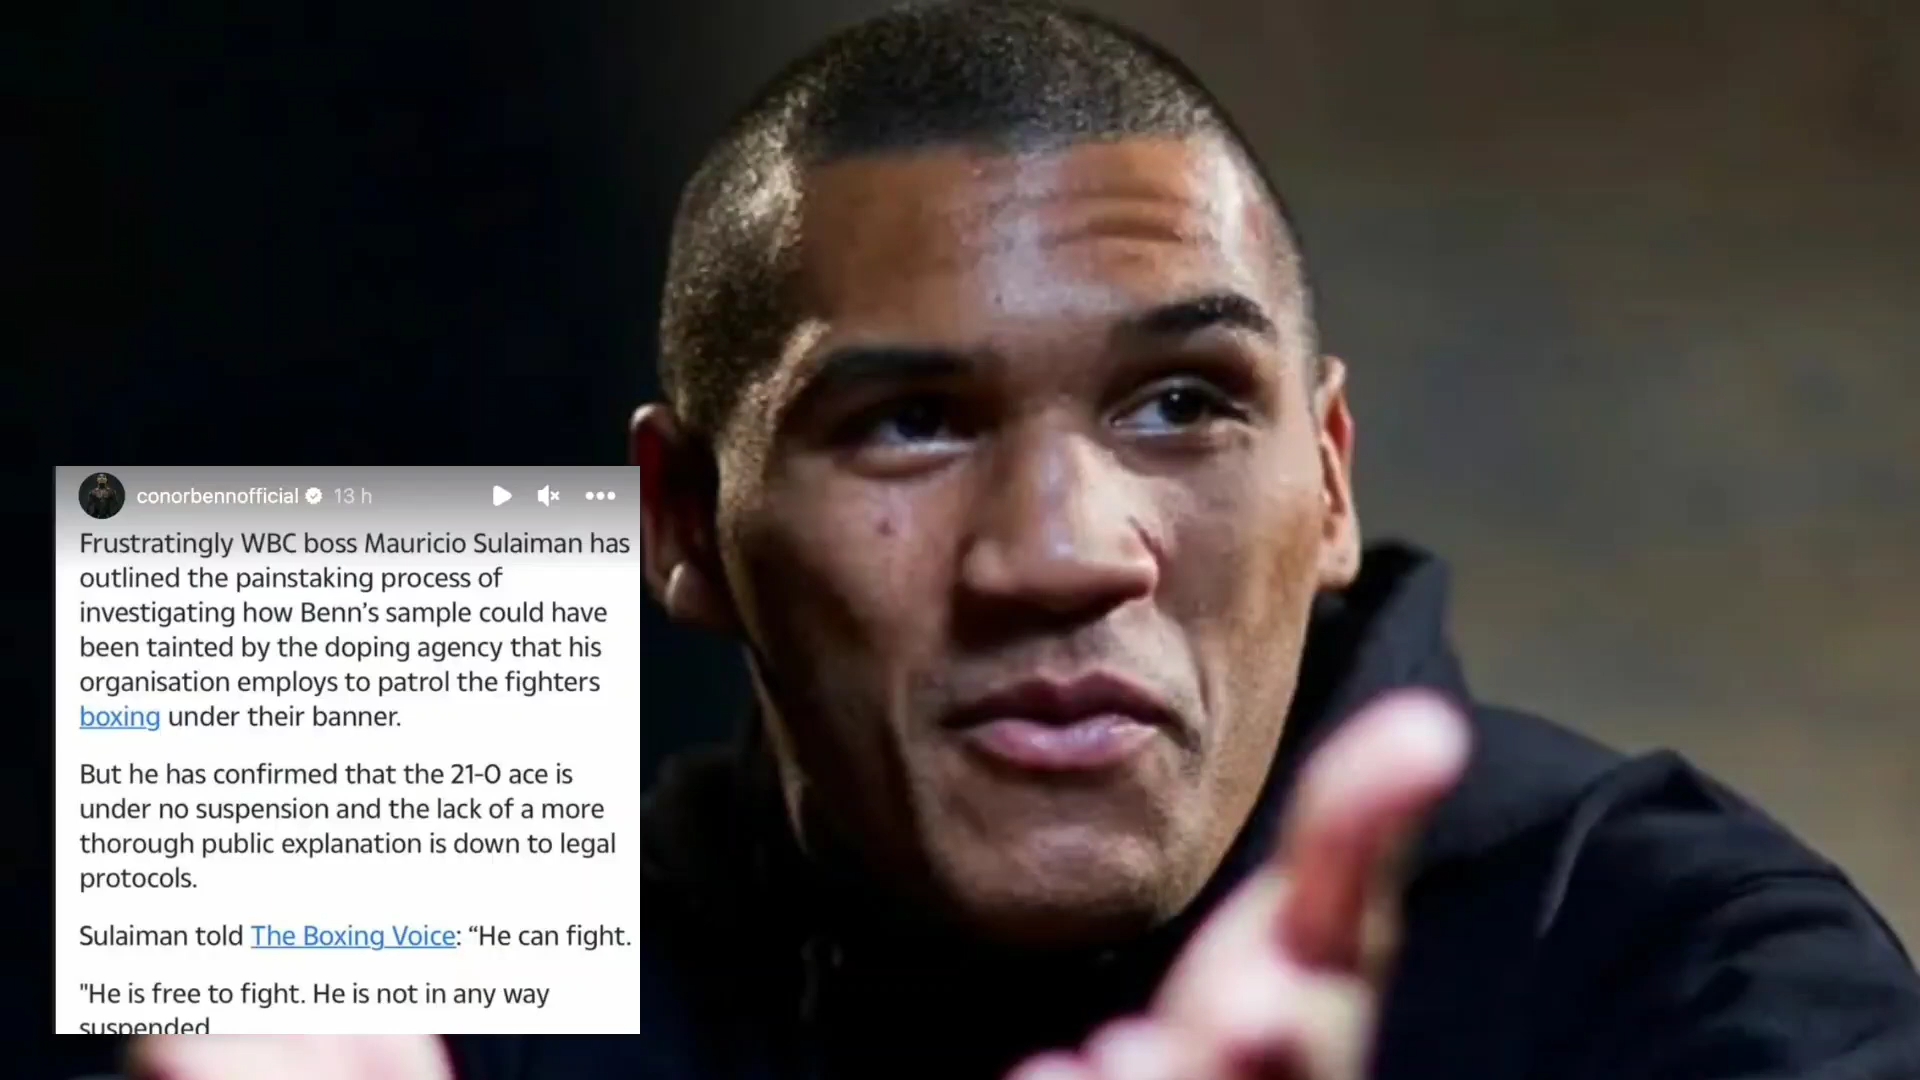 conorbennofficial 13 h
Frustratingly WBC boss Mauricio Sulaiman has
outlined the painstaking process of
investigating how Benn’s sample could have
been tainted by the doping agency that his
organisation employs to patrol the fighters
boxing under their banner.
But he has confirmed that the 21-0 ace is
under no suspension and the lack of a more
thorough public explanation is down to legal
protocols.
Sulaiman told The Boxing Voice: “He can fight.
"He is free to fight. He is not in any way
suspended